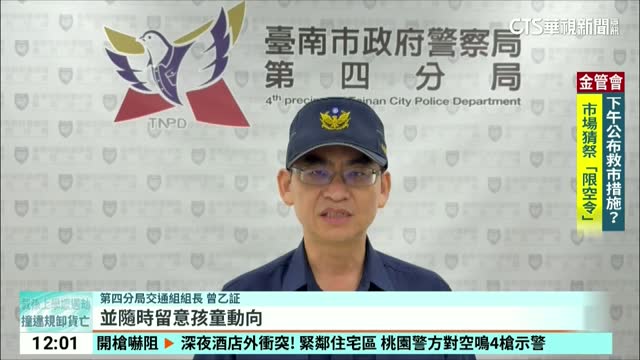 CTS華視新聞
臺南市政府警察局
第四分局
4th precinct Tainan City Police Department
TNPD
金管會
下午公布救市措施？
市場猜祭「限空令」
第四分局交通組組長 曾乙証
並隨時留意孩童動向
撞違規卸貨亡
12:01
開槍嚇阻
深夜酒店外衝突! 緊鄰住宅區 桃園警方對空鳴4槍示警